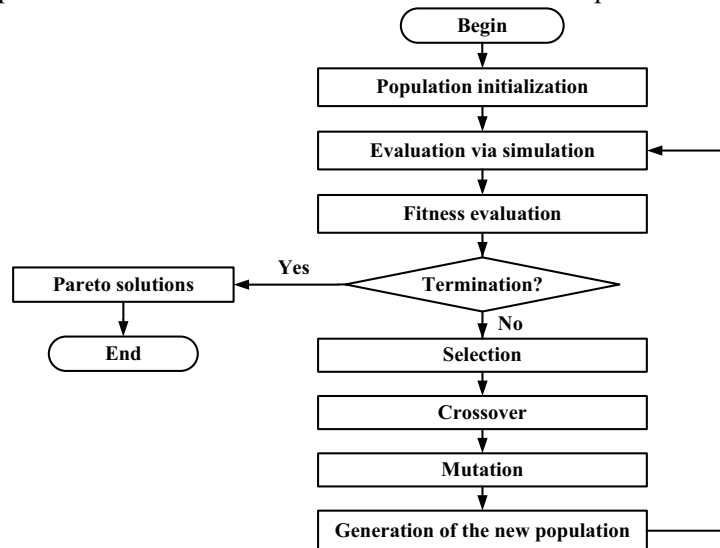 Begin
Population initialization
Evaluation via simulation
Fitness evaluation
Termination?
Yes
Pareto solutions
End
No
Selection
Crossover
Mutation
Generation of the new population